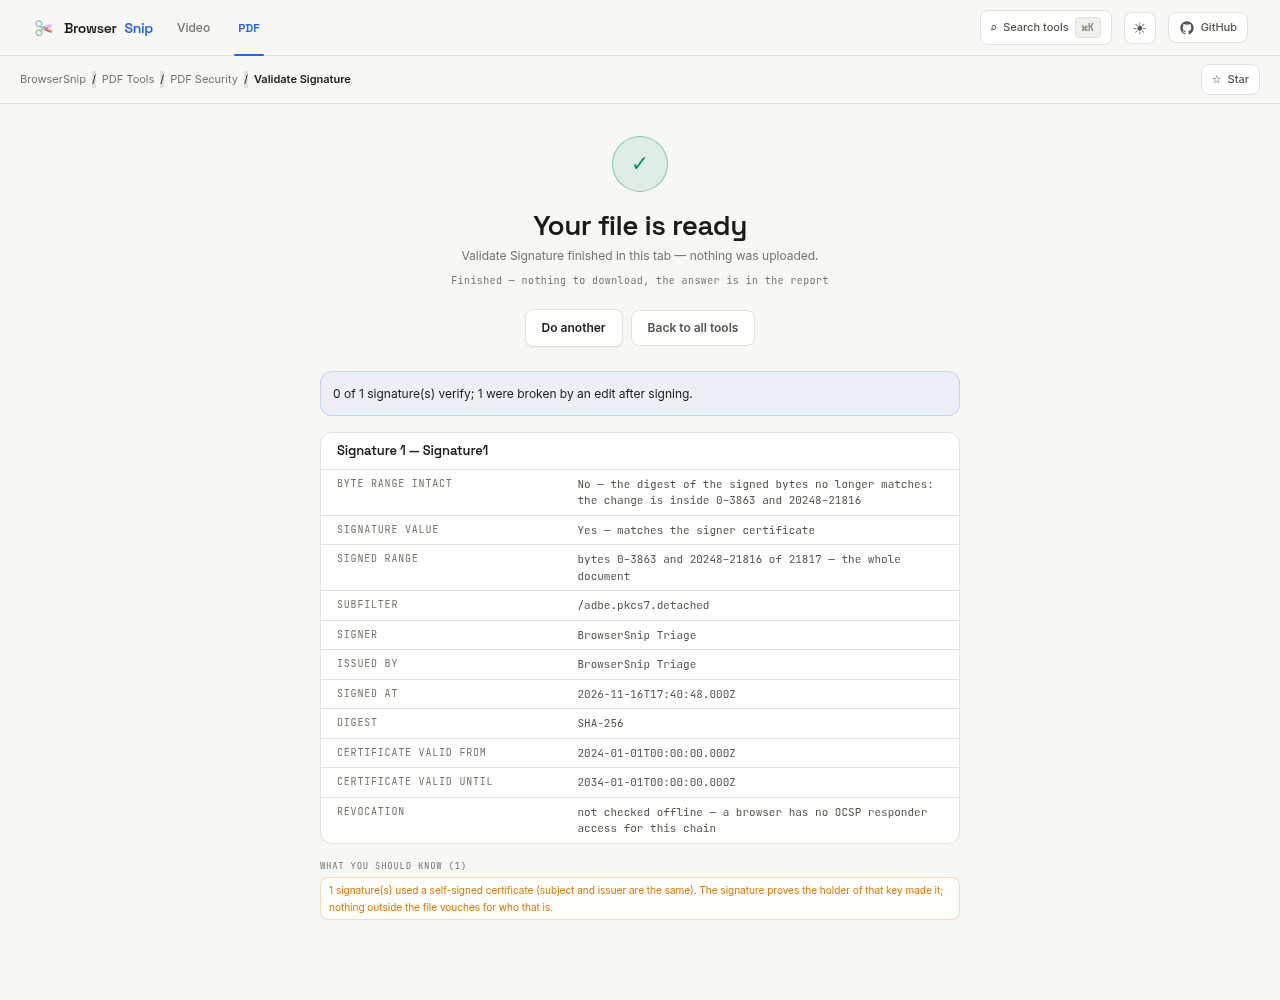 Browser Snip Video PDF Search tools ⌘K ☀ GitHub
BrowserSnip / PDF Tools / PDF Security / Validate Signature ☆ Star
✓
Your file is ready
Validate Signature finished in this tab — nothing was uploaded.
Finished — nothing to download, the answer is in the report
Do another Back to all tools
0 of 1 signature(s) verify; 1 were broken by an edit after signing.
Signature 1 — Signature1
BYTE RANGE INTACT No — the digest of the signed bytes no longer matches:
the change is inside 0–3863 and 20248–21816
SIGNATURE VALUE Yes — matches the signer certificate
SIGNED RANGE bytes 0–3863 and 20248–21816 of 21817 — the whole
document
SUBFILTER /adbe.pkcs7.detached
SIGNER BrowserSnip Triage
ISSUED BY BrowserSnip Triage
SIGNED AT 2026-11-16T17:40:48.000Z
DIGEST SHA-256
CERTIFICATE VALID FROM 2024-01-01T00:00:00.000Z
CERTIFICATE VALID UNTIL 2034-01-01T00:00:00.000Z
REVOCATION not checked offline — a browser has no OCSP responder
access for this chain
WHAT YOU SHOULD KNOW (1)
1 signature(s) used a self-signed certificate (subject and issuer are the same). The signature proves the holder of that key made it;
nothing outside the file vouches for who that is.